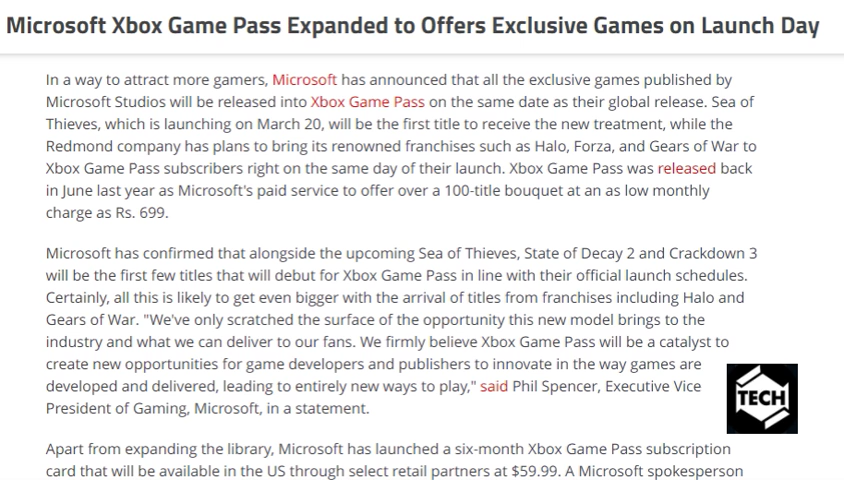 Microsoft Xbox Game Pass Expanded to Offers Exclusive Games on Launch Day
In a way to attract more gamers, Microsoft has announced that all the exclusive games published by
Microsoft Studios will be released into Xbox Game Pass on the same date as their global release. Sea of
Thieves, which is launching on March 20, will be the first title to receive the new treatment, while the
Redmond company has plans to bring its renowned franchises such as Halo, Forza, and Gears of War to
Xbox Game Pass subscribers right on the same day of their launch. Xbox Game Pass was released back
in June last year as Microsoft's paid service to offer over a 100-title bouquet at an as low monthly
charge as Rs. 699.
Microsoft has confirmed that alongside the upcoming Sea of Thieves, State of Decay 2 and Crackdown 3
will be the first few titles that will debut for Xbox Game Pass in line with their official launch schedules.
Certainly, all this is likely to get even bigger with the arrival of titles from franchises including Halo and
Gears of War. "We've only scratched the surface of the opportunity this new model brings to the
industry and what we can deliver to our fans. We firmly believe Xbox Game Pass will be a catalyst to
create new opportunities for game developers and publishers to innovate in the way games are
developed and delivered, leading to entirely new ways to play," said Phil Spencer, Executive Vice
President of Gaming, Microsoft, in a statement.
TECH
Apart from expanding the library, Microsoft has launched a six-month Xbox Game Pass subscription
card that will be available in the US through select retail partners at $59.99. A Microsoft spokesperson